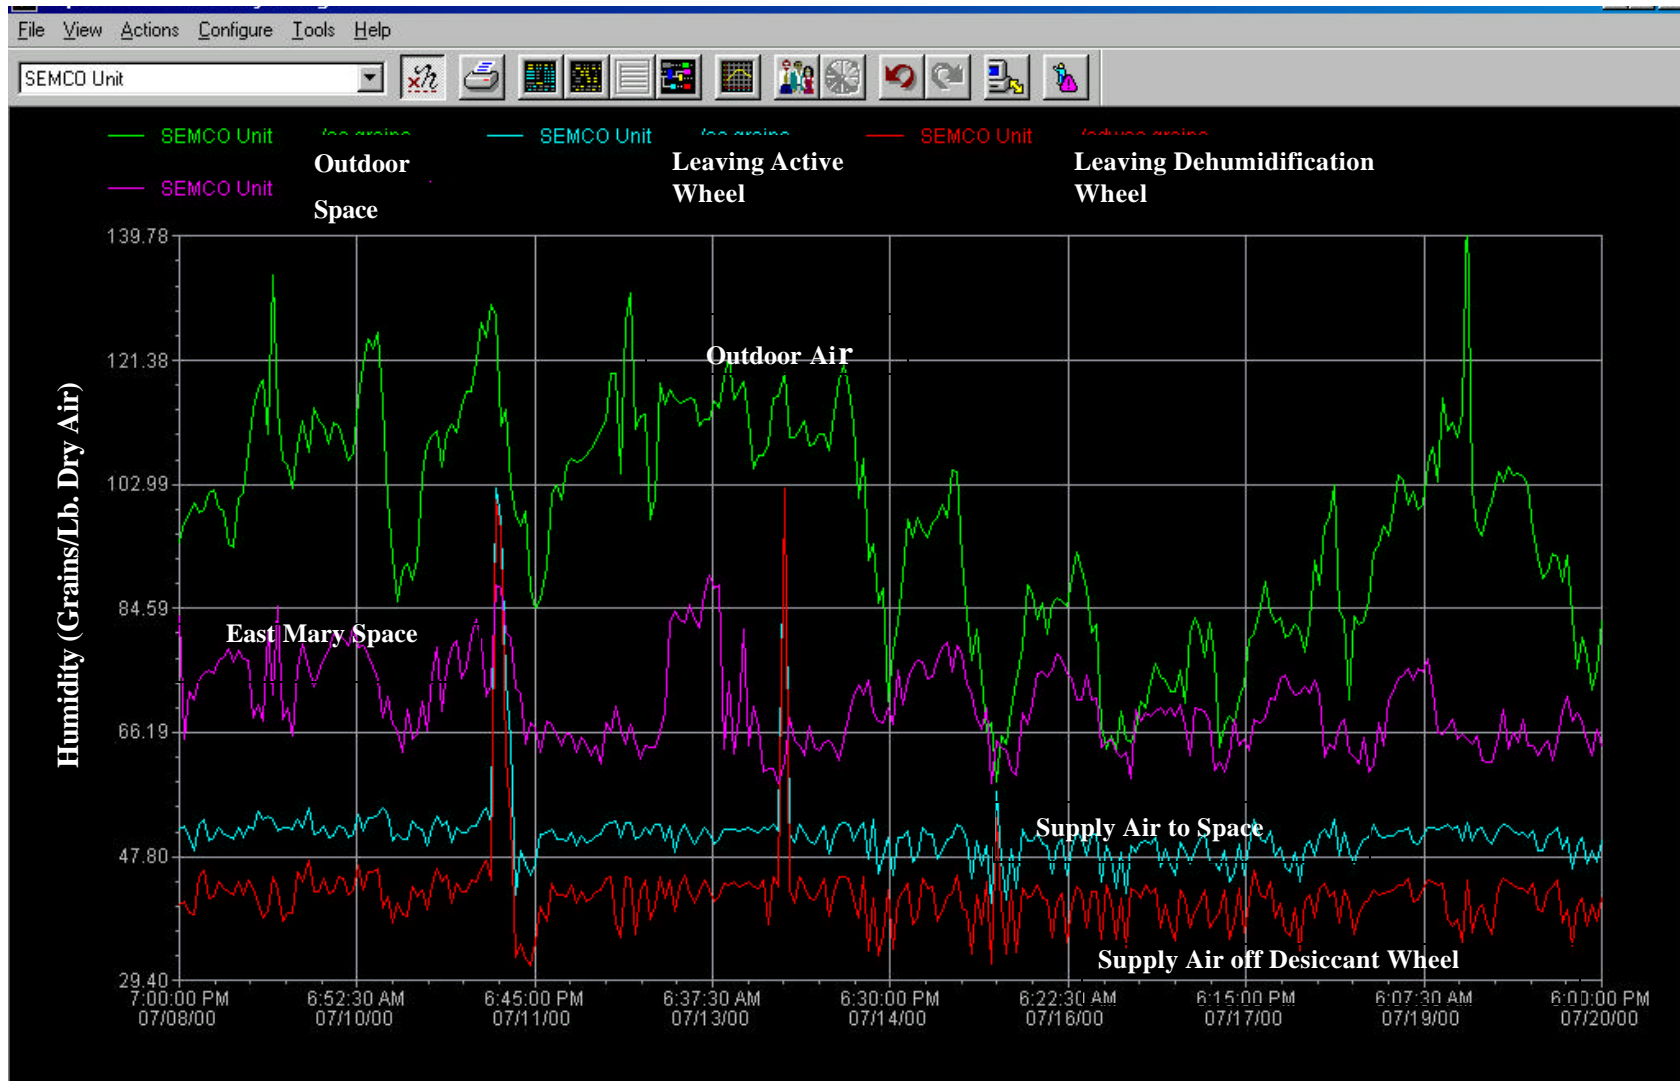 File View Actions Configure Tools Help
SEMCO Unit
SEMCO Unit SEMCO Unit SEMCO Unit
Outdoor Leaving Active Leaving Dehumidification
Wheel Wheel
SEMCO Unit
Space
139.78
121.38
102.99
84.59
66.19
47.80
29.40
Humidity (Grains/Lb. Dry Air)
Outdoor Air
East Mary Space
Supply Air to Space
Supply Air off Desiccant Wheel
7:00:00 PM 6:52:30 AM 6:45:00 PM 6:37:30 AM 6:30:00 PM 6:22:30 AM 6:15:00 PM 6:07:30 AM 6:00:00 PM
07/08/00 07/10/00 07/11/00 07/13/00 07/14/00 07/16/00 07/17/00 07/19/00 07/20/00